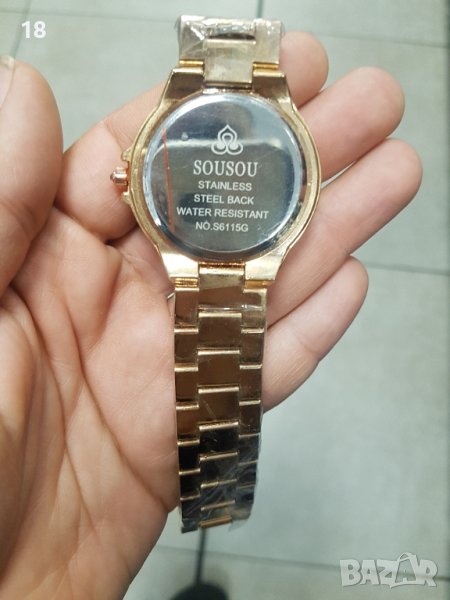 18
SOUSOU
STAINLESS
STEEL BACK
WATER RESISTANT
NO.S6115G
BAZAR